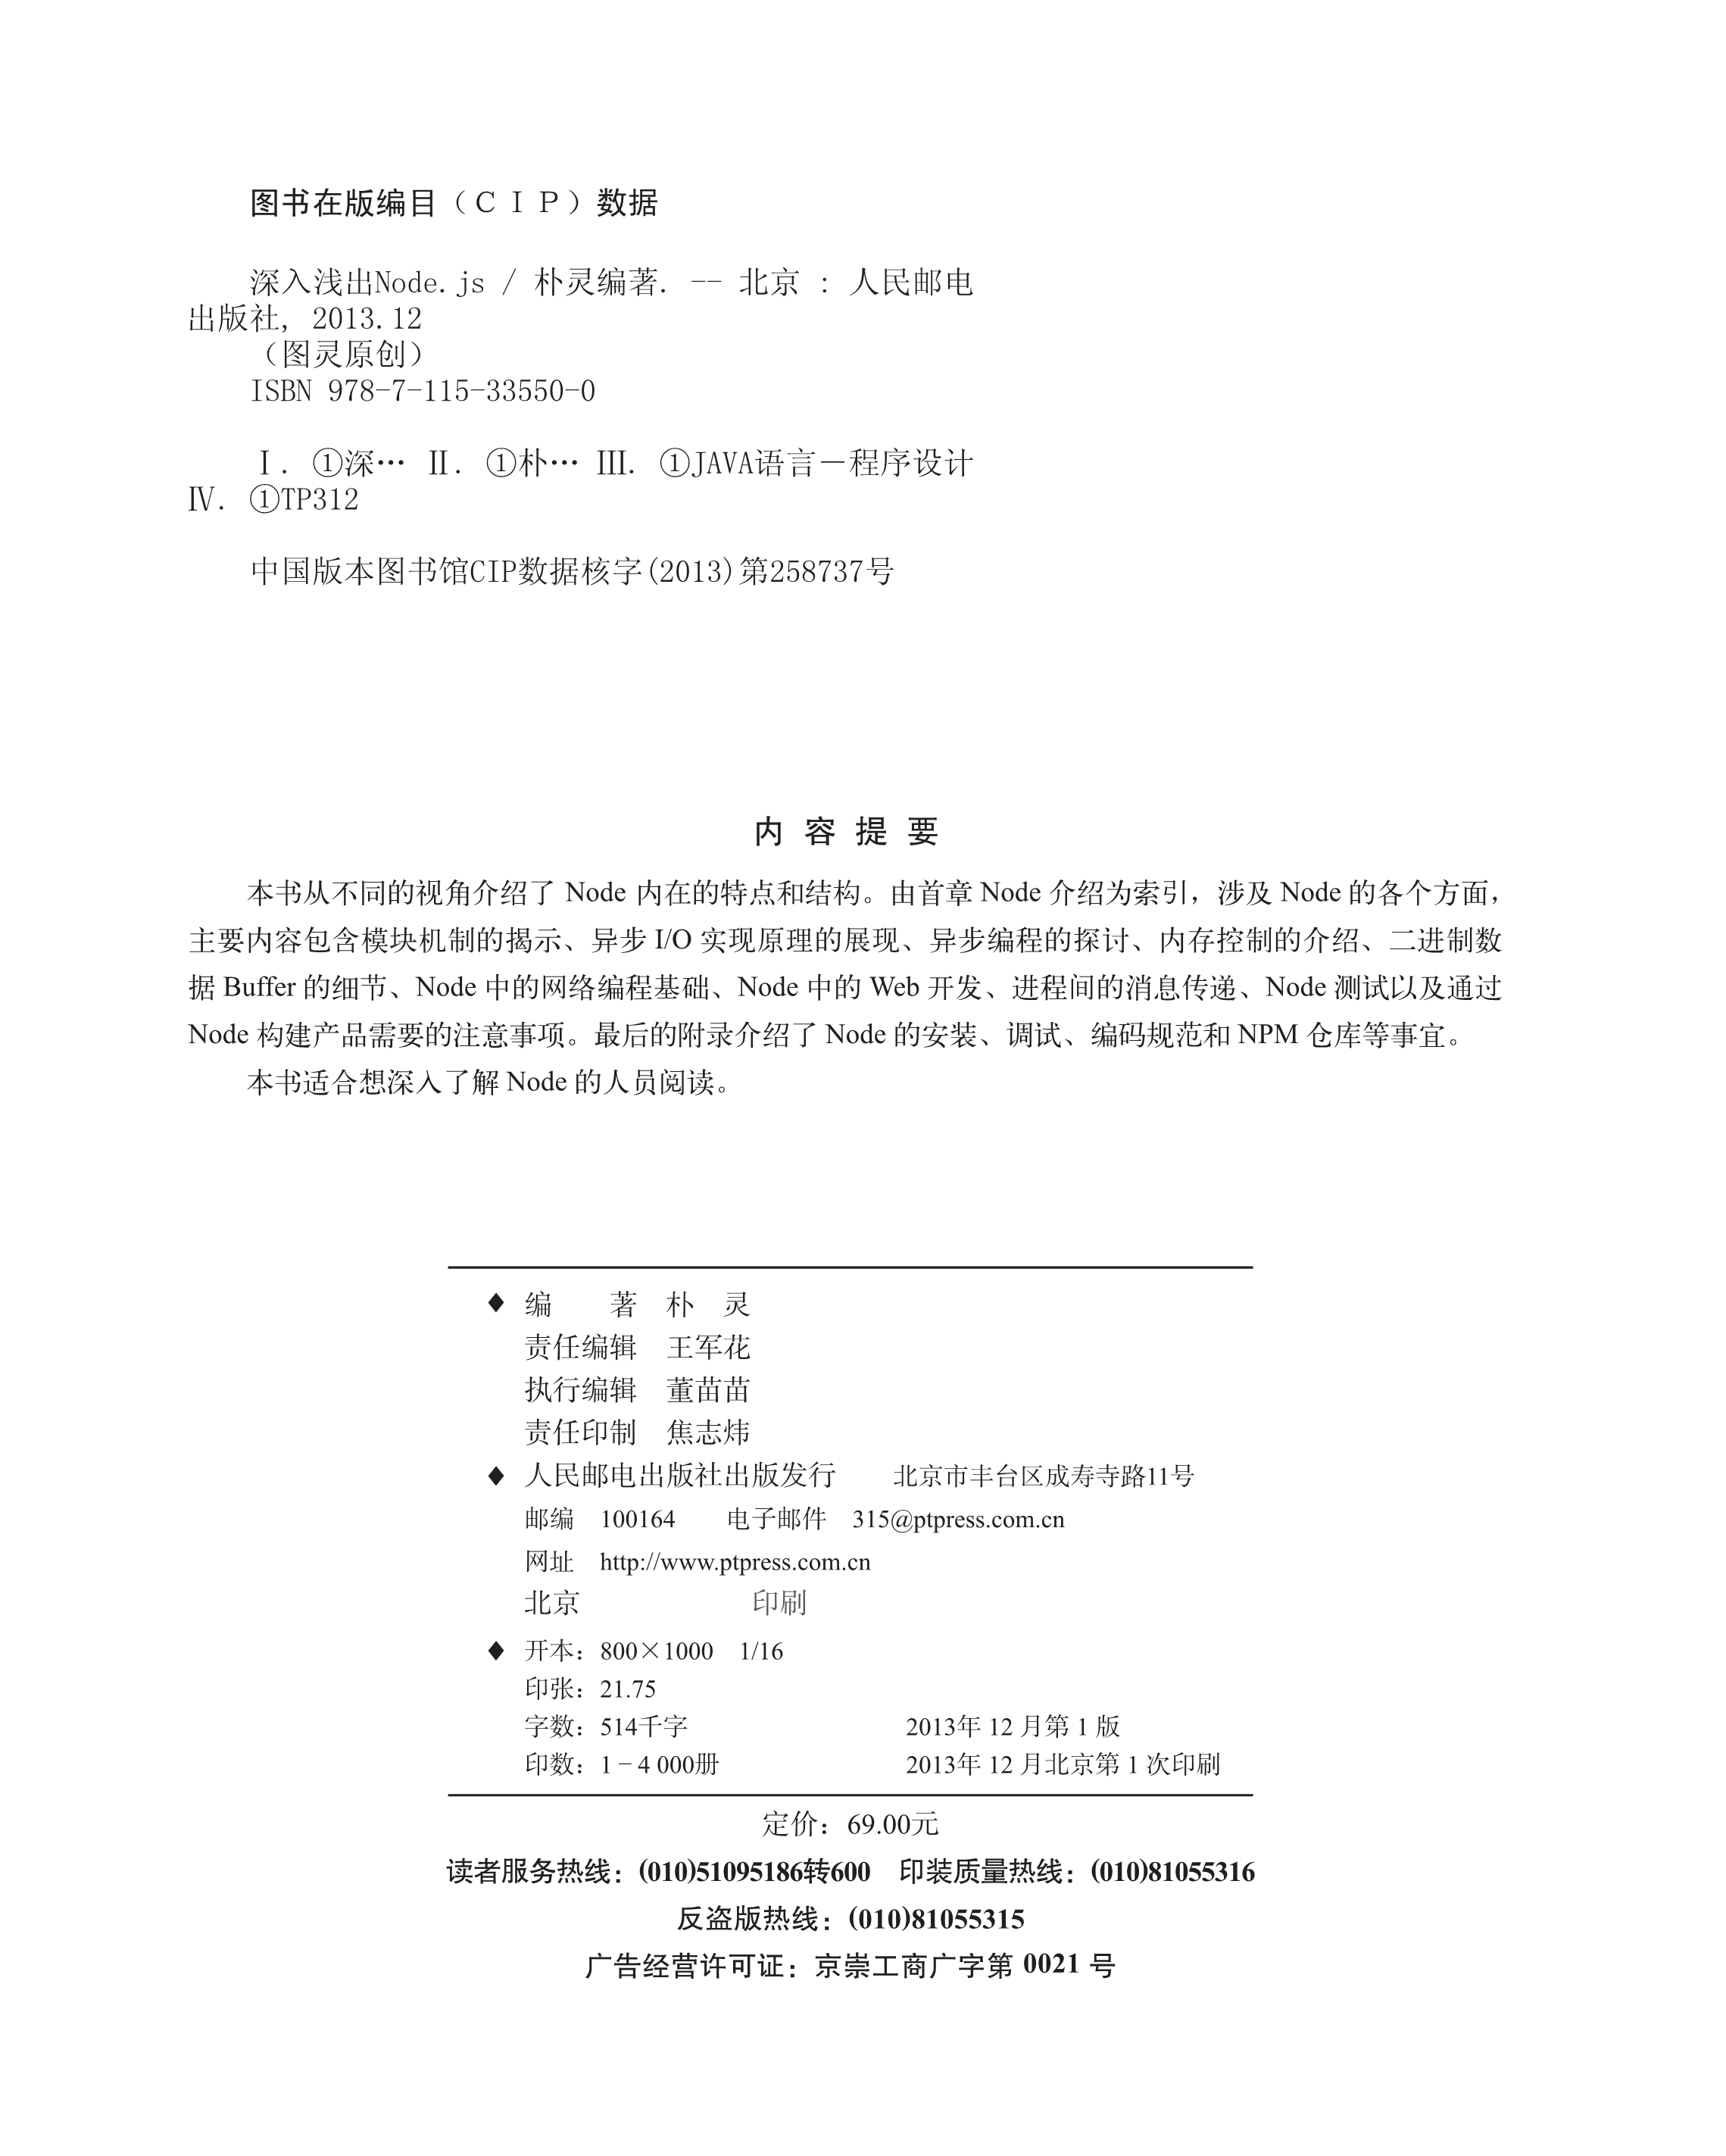 图书在版编目（ＣＩＰ）数据
深入浅出Node.js / 朴灵编著. -- 北京 : 人民邮电
出版社, 2013.12
（图灵原创）
ISBN 978-7-115-33550-0
Ⅰ. ①深… Ⅱ. ①朴… Ⅲ. ①JAVA语言－程序设计
Ⅳ. ①TP312
中国版本图书馆CIP数据核字(2013)第258737号
内 容 提 要
本书从不同的视角介绍了 Node 内在的特点和结构。由首章 Node 介绍为索引，涉及 Node 的各个方面，
主要内容包含模块机制的揭示、异步 I/O 实现原理的展现、异步编程的探讨、内存控制的介绍、二进制数
据 Buffer 的细节、Node 中的网络编程基础、Node 中的 Web 开发、进程间的消息传递、Node 测试以及通过
Node 构建产品需要的注意事项。最后的附录介绍了 Node 的安装、调试、编码规范和 NPM 仓库等事宜。
本书适合想深入了解 Node 的人员阅读。
♦ 编　　著　朴　灵
责任编辑　王军花
执行编辑　董苗苗
责任印制　焦志炜
♦ 人民邮电出版社出版发行　　北京市丰台区成寿寺路11号
邮编　100164　　电子邮件　315@ptpress.com.cn
网址　http://www.ptpress.com.cn
北京　　　　　　印刷
♦ 开本：800×1000　1/16
印张：21.75
字数：514千字　　　　　　　　2013年 12 月第 1 版
印数：1－4 000册　　　　　　　2013年 12 月北京第 1 次印刷
定价：69.00元
读者服务热线：(010)51095186转600　印装质量热线：(010)81055316
反盗版热线：(010)81055315
广告经营许可证：京崇工商广字第 0021 号